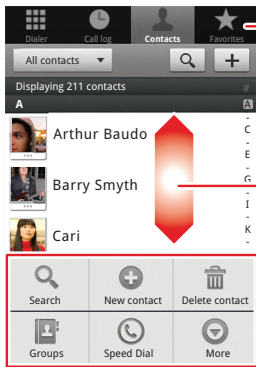 Dialer Call log Contacts Favorites
All contacts
Displaying 211 contacts #
A A
-
C
Arthur Baudo -
E
-
Barry Smyth G
-
I
-
Cari K
-
Search New contact Delete contact
Groups Speed Dial More